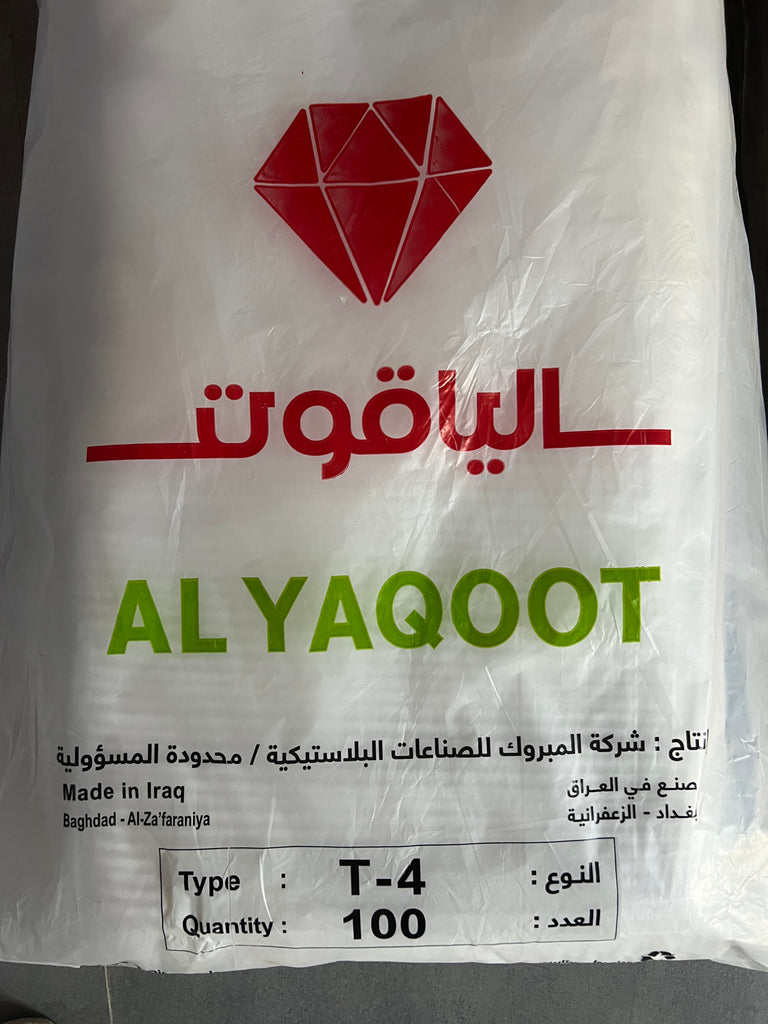 الياقوت
AL YAQOOT
نتاج : شركة المبروك للصناعات البلاستيكية / محدودة المسؤولية
Made in Iraq صنع في العراق
Baghdad - Al-Za'faraniya بغداد - الزعفرانية
Type : T-4 النوع :
Quantity : 100 العدد :